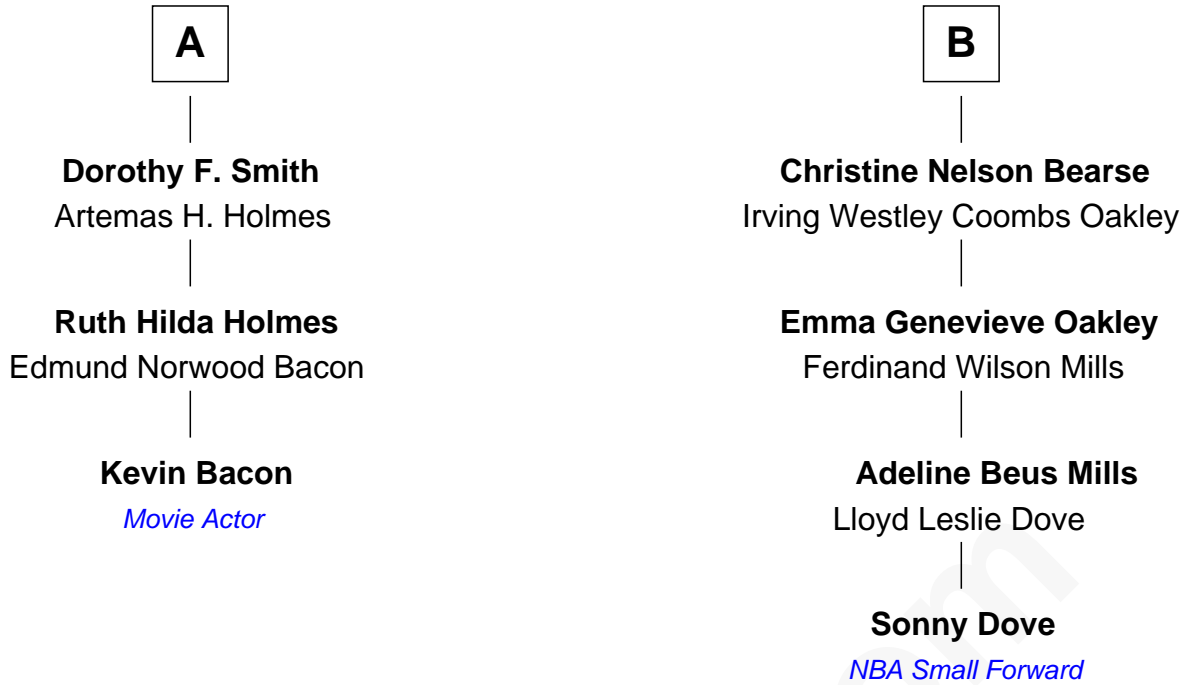 A
Dorothy F. Smith
Artemas H. Holmes
Ruth Hilda Holmes
Edmund Norwood Bacon
Kevin Bacon
Movie Actor
B
Christine Nelson Bearse
Irving Westley Coombs Oakley
Emma Genevieve Oakley
Ferdinand Wilson Mills
Adeline Beus Mills
Lloyd Leslie Dove
Sonny Dove
NBA Small Forward
om